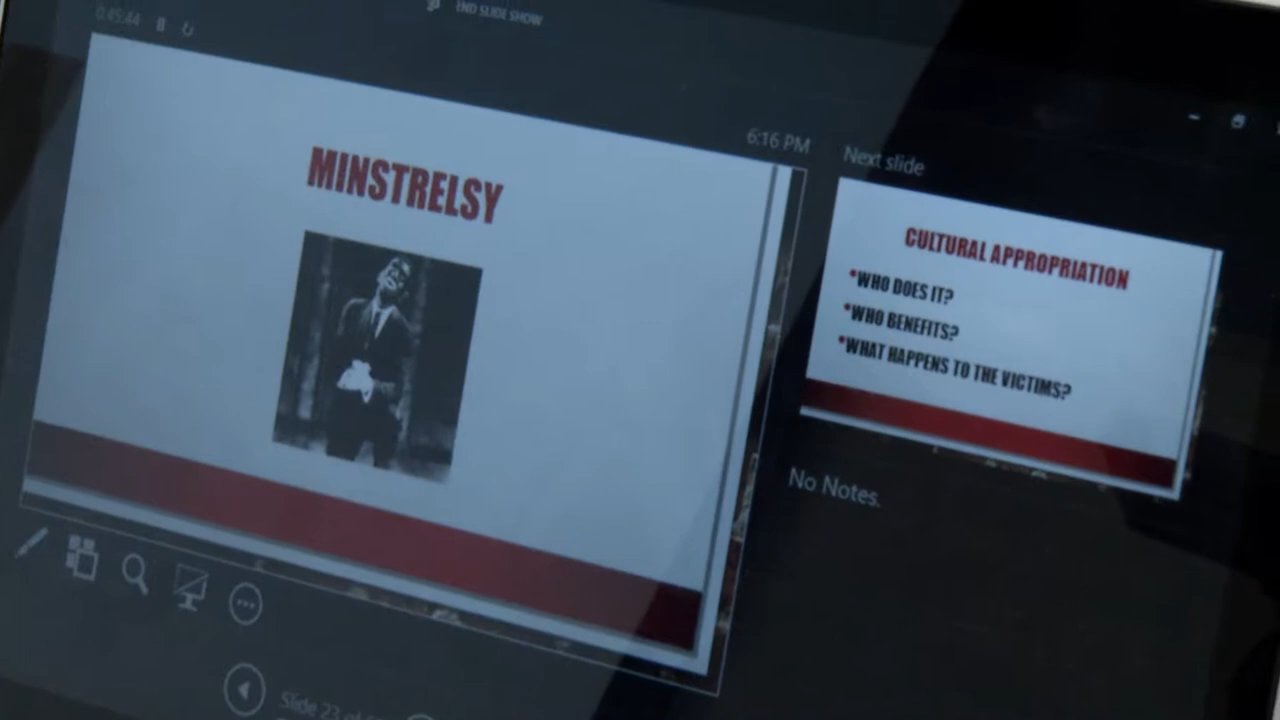 0:45:44
END SLIDE SHOW
6:16 PM
MINSTRELSY
Next slide
CULTURAL APPROPRIATION
•WHO DOES IT?
•WHO BENEFITS?
•WHAT HAPPENS TO THE VICTIMS?
No Notes.
Slide 23 of